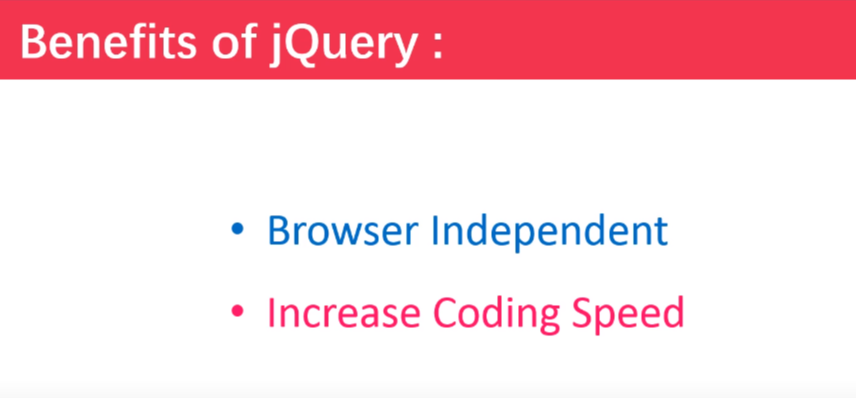 Benefits of jQuery :
• Browser Independent
• Increase Coding Speed